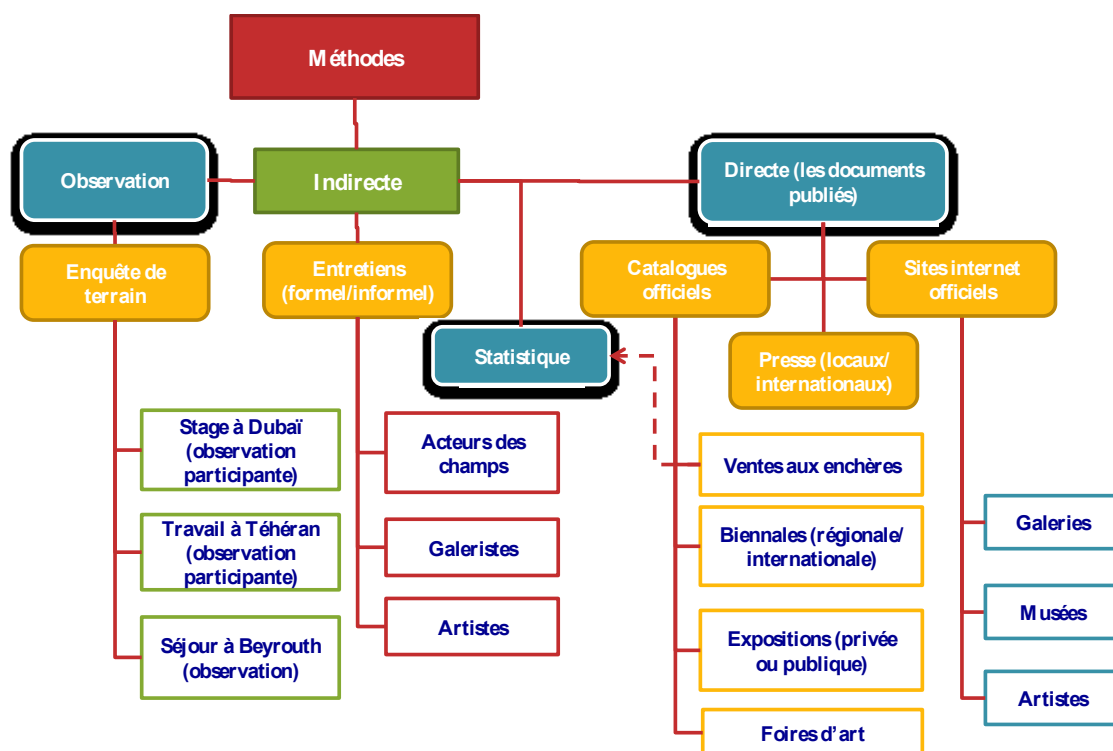 Méthodes
Observation
Indirecte
Directe (les documents
publiés)
Enquête de
terrain
Entretiens
(formel/informel)
Catalogues
officiels
Sites internet
officiels
Statistique
Presse (locaux/
internationaux)
Stage à Dubaï
(observation
participante)
Travail à Téhéran
(observation
participante)
Séjour à Beyrouth
(observation)
Acteurs des
champs
Galeristes
Artistes
Ventes aux enchères
Biennales (régionale/
internationale)
Expositions (privée
ou publique)
Foires d’art
Galeries
Musées
Artistes